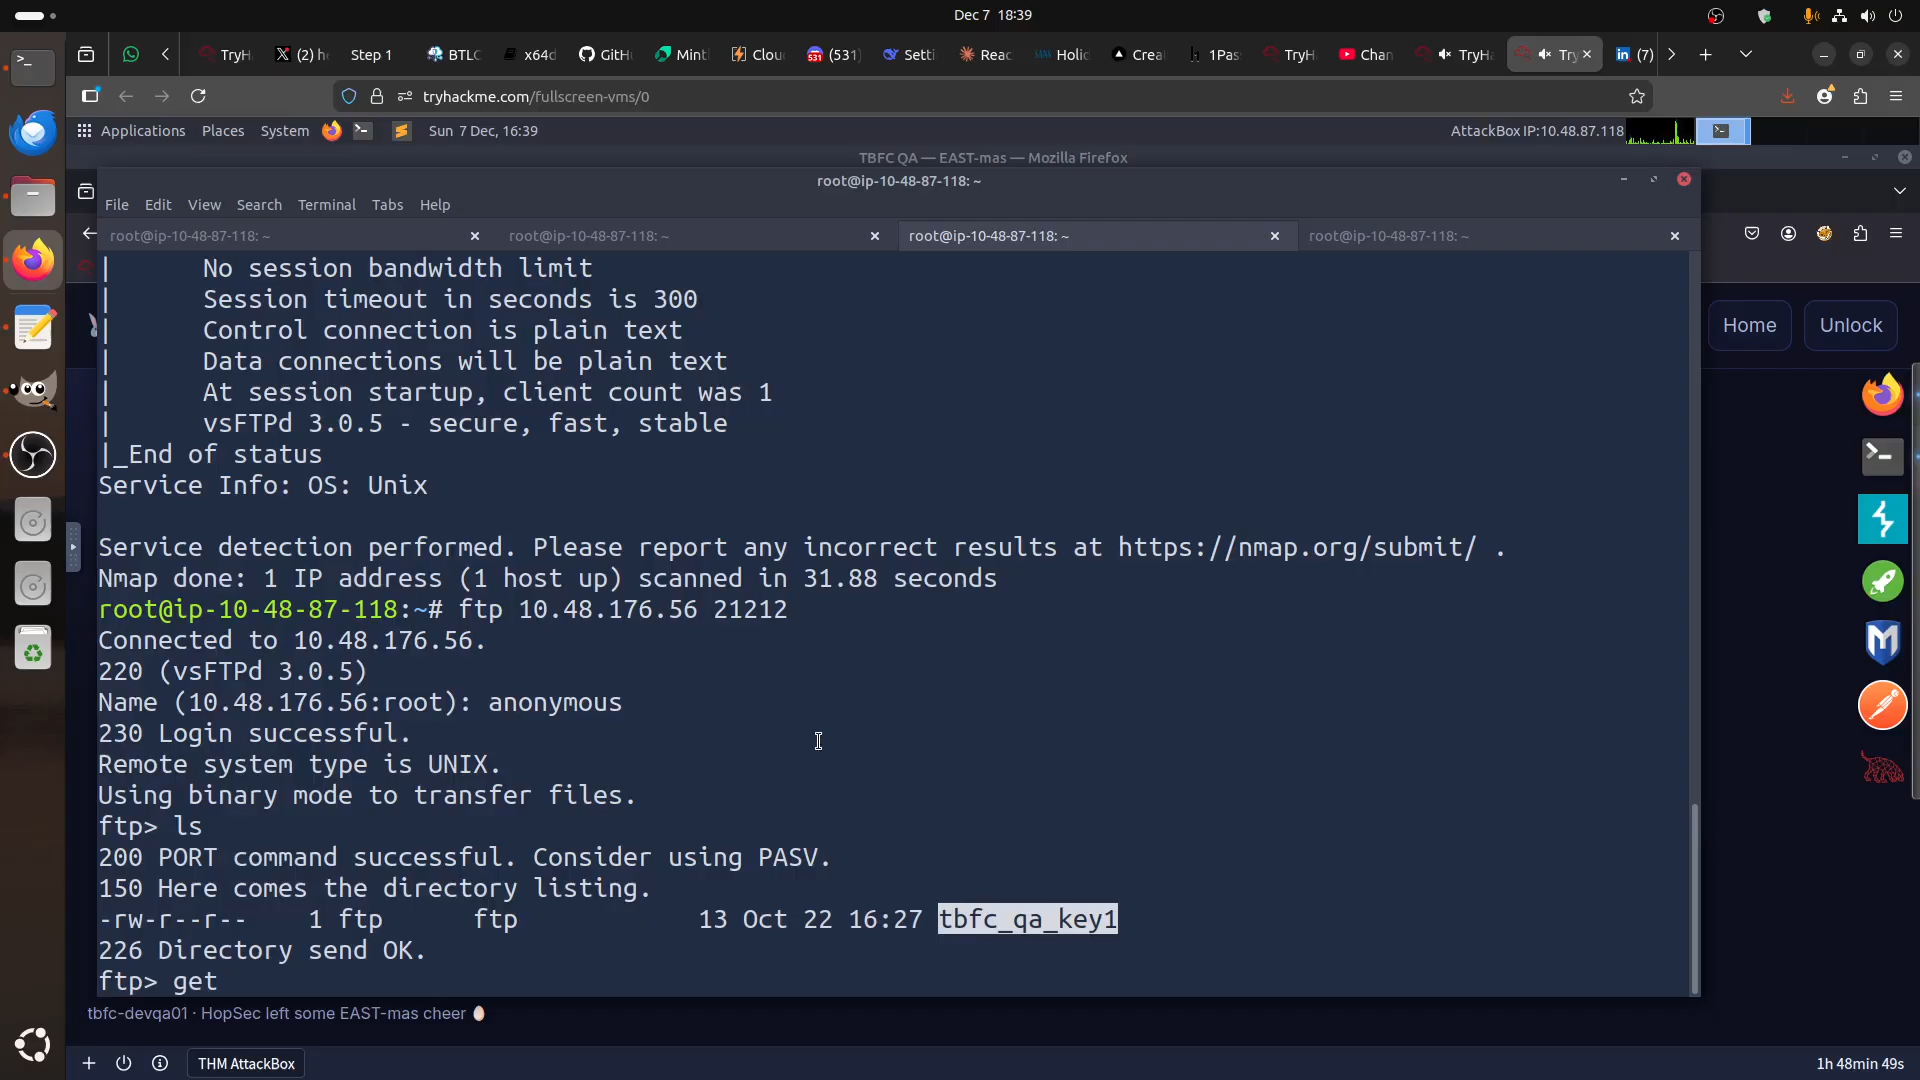 Dec 7 18:39
TryH
(2) h
Step 1
BTLC
x64d
GitHu
Mint
Clou
(531)
Setti
Reac
Holid
Crea
1Pas
TryH
Chan
TryHa
Try
(7)
tryhackme.com/fullscreen-vms/0
Applications Places System Sun 7 Dec, 16:39 AttackBox IP:10.48.87.118
TBFC QA — EAST-mas — Mozilla Firefox
root@ip-10-48-87-118: ~
File Edit View Search Terminal Tabs Help
root@ip-10-48-87-118: ~ root@ip-10-48-87-118: ~ root@ip-10-48-87-118: ~ root@ip-10-48-87-118: ~
| No session bandwidth limit
| Session timeout in seconds is 300
| Control connection is plain text
| Data connections will be plain text
| At session startup, client count was 1
| vsFTPd 3.0.5 - secure, fast, stable
|_End of status
Service Info: OS: Unix
Service detection performed. Please report any incorrect results at https://nmap.org/submit/ .
Nmap done: 1 IP address (1 host up) scanned in 31.88 seconds
root@ip-10-48-87-118:~# ftp 10.48.176.56 21212
Connected to 10.48.176.56.
220 (vsFTPd 3.0.5)
Name (10.48.176.56:root): anonymous
230 Login successful.
Remote system type is UNIX.
Using binary mode to transfer files.
ftp> ls
200 PORT command successful. Consider using PASV.
150 Here comes the directory listing.
-rw-r--r-- 1 ftp ftp 13 Oct 22 16:27 tbfc_qa_key1
226 Directory send OK.
ftp> get
Home Unlock
tbfc-devqa01 · HopSec left some EAST-mas cheer 🥚
THM AttackBox 1h 48min 49s